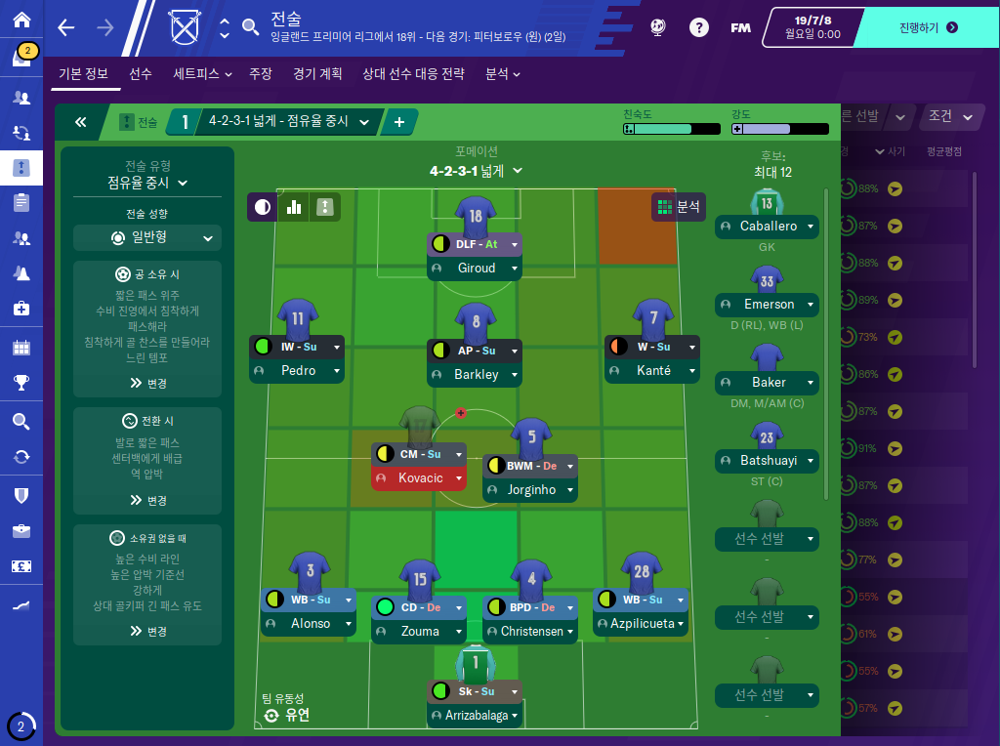 전술
잉글랜드 프리미어 리그에서 18위 - 다음 경기: 피터보로우 (원) (2일)
?
FM
19/7/8
월요일 0:00
진행하기
2
기본 정보
선수
세트피스
주장
경기 계획
상대 선수 대응 전략
분석
전술
1
4-2-3-1 넓게 - 점유율 중시
+
친숙도
강도
른 선발
조건
전술 유형
점유율 중시
전술 성향
일반형
공 소유 시
짧은 패스 위주
수비 진영에서 침착하게
패스해라
침착하게 골 찬스를 만들어라
느린 템포
변경
전환 시
발로 짧은 패스
센터백에게 배급
역 압박
변경
소유권 없을 때
높은 수비 라인
높은 압박 기준선
강하게
상대 골키퍼 긴 패스 유도
변경
포메이션
4-2-3-1 넓게
분석
18
DLF - At
Giroud
11
IW - Su
Pedro
8
AP - Su
Barkley
7
W - Su
Kanté
17
CM - Su
Kovacic
5
BWM - De
Jorginho
3
WB - Su
Alonso
15
CD - De
Zouma
4
BPD - De
Christensen
28
WB - Su
Azpilicueta
1
Sk - Su
Arrizabalaga
팀 유동성
유연
후보:
최대 12
13
Caballero
GK
33
Emerson
D (RL), WB (L)
Baker
DM, M/AM (C)
23
Batshuayi
ST (C)
선수 선발
-
선수 선발
-
선수 선발
-
사기
평균평점
88%
87%
88%
89%
73%
86%
87%
91%
87%
88%
77%
55%
61%
55%
57%
2